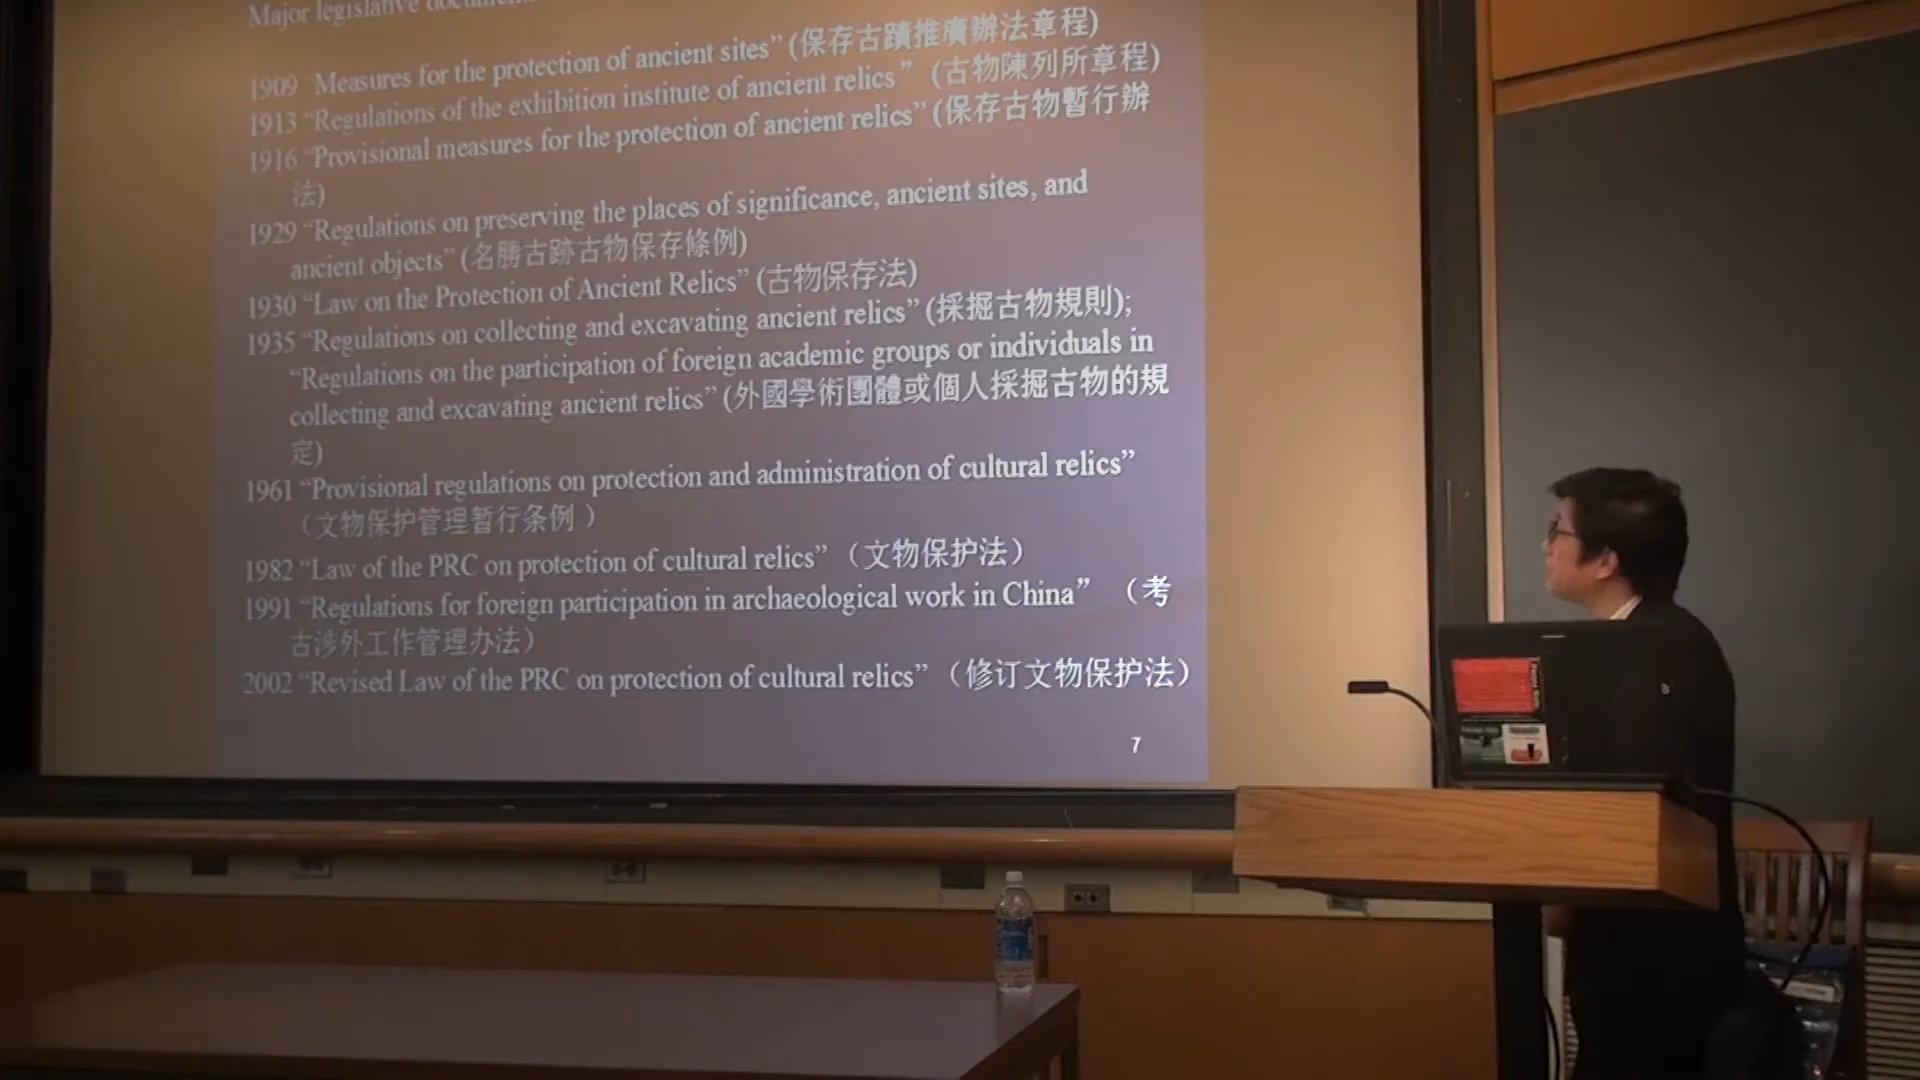 Major legislative documents
1909 “Measures for the protection of ancient sites” (保存古蹟推廣辦法章程)
1913 “Regulations of the exhibition institute of ancient relics” (古物陳列所章程)
1916 “Provisional measures for the protection of ancient relics” (保存古物暫行辦
法)
1929 “Regulations on preserving the places of significance, ancient sites, and
ancient objects” (名勝古跡古物保存條例)
1930 “Law on the Protection of Ancient Relics” (古物保存法)
1935 “Regulations on collecting and excavating ancient relics” (採掘古物規則);
“Regulations on the participation of foreign academic groups or individuals in
collecting and excavating ancient relics” (外國學術團體或個人採掘古物的規
定)
1961 “Provisional regulations on protection and administration of cultural relics”
（文物保护管理暂行条例 ）
1982 “Law of the PRC on protection of cultural relics” （文物保护法）
1991 “Regulations for foreign participation in archaeological work in China” （考
古涉外工作管理办法）
2002 “Revised Law of the PRC on protection of cultural relics” （修订文物保护法）
7